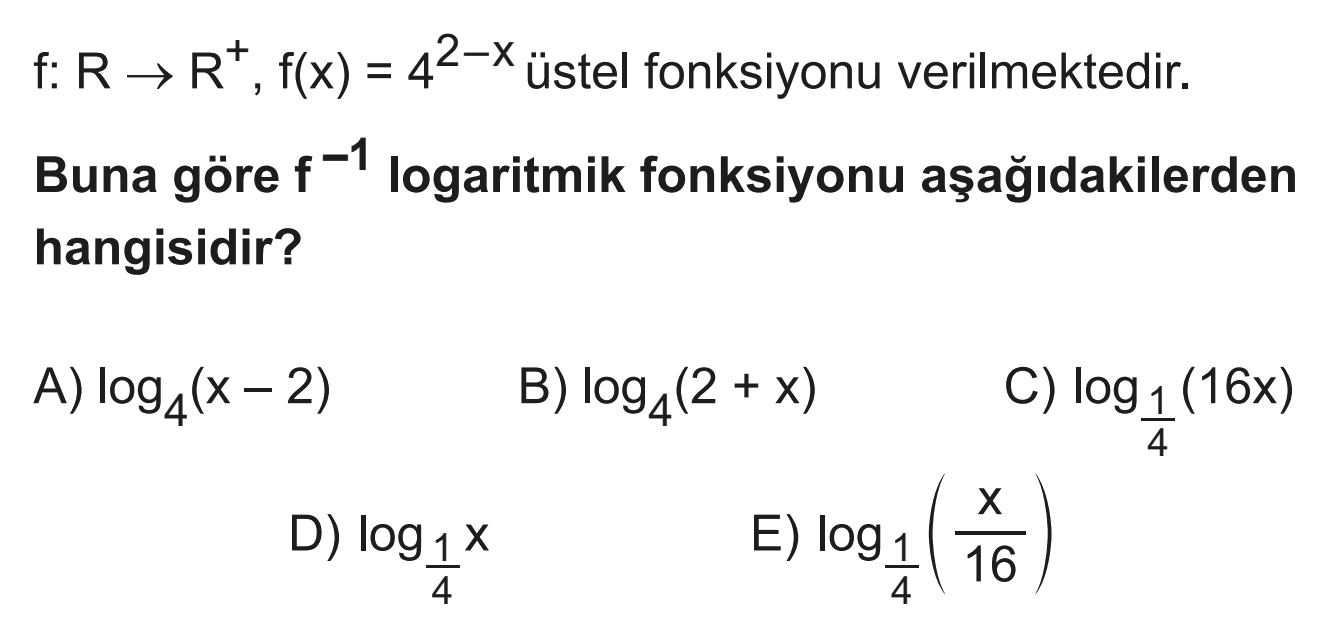 f: R → R⁺, f(x) = 4²⁻ˣ üstel fonksiyonu verilmektedir.
Buna göre f⁻¹ logaritmik fonksiyonu aşağıdakilerden
hangisidir?
A) log₄(x – 2) B) log₄(2 + x) C) log_{1/4}(16x)
D) log_{1/4} x E) log_{1/4}(x/16)